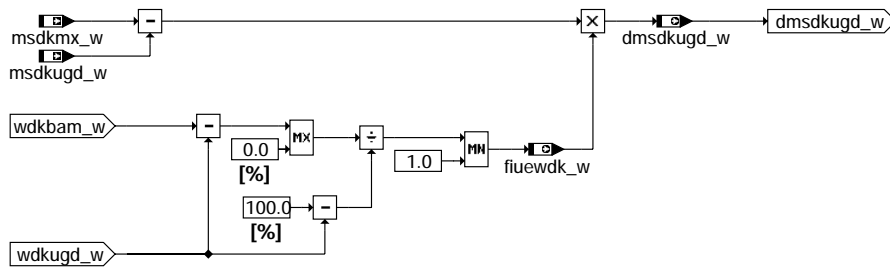 msdkmx_w
msdkugd_w
−
×
dmsdkugd_w
dmsdkugd_w
wdkbam_w
−
0.0
[%]
MX
÷
1.0
MN
fiuewdk_w
100.0
[%]
−
wdkugd_w